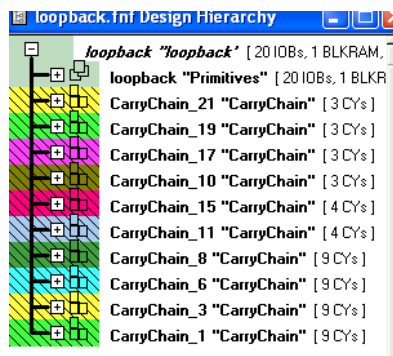 loopback.fnf Design Hierarchy
loopback "loopback" [ 20 IOBs, 1 BLKRAM,
loopback "Primitives" [ 20 IOBs, 1 BLKR
CarryChain_21 "CarryChain" [ 3 CYs ]
CarryChain_19 "CarryChain" [ 3 CYs ]
CarryChain_17 "CarryChain" [ 3 CYs ]
CarryChain_10 "CarryChain" [ 3 CYs ]
CarryChain_15 "CarryChain" [ 4 CYs ]
CarryChain_11 "CarryChain" [ 4 CYs ]
CarryChain_8 "CarryChain" [ 9 CYs ]
CarryChain_6 "CarryChain" [ 9 CYs ]
CarryChain_3 "CarryChain" [ 9 CYs ]
CarryChain_1 "CarryChain" [ 9 CYs ]